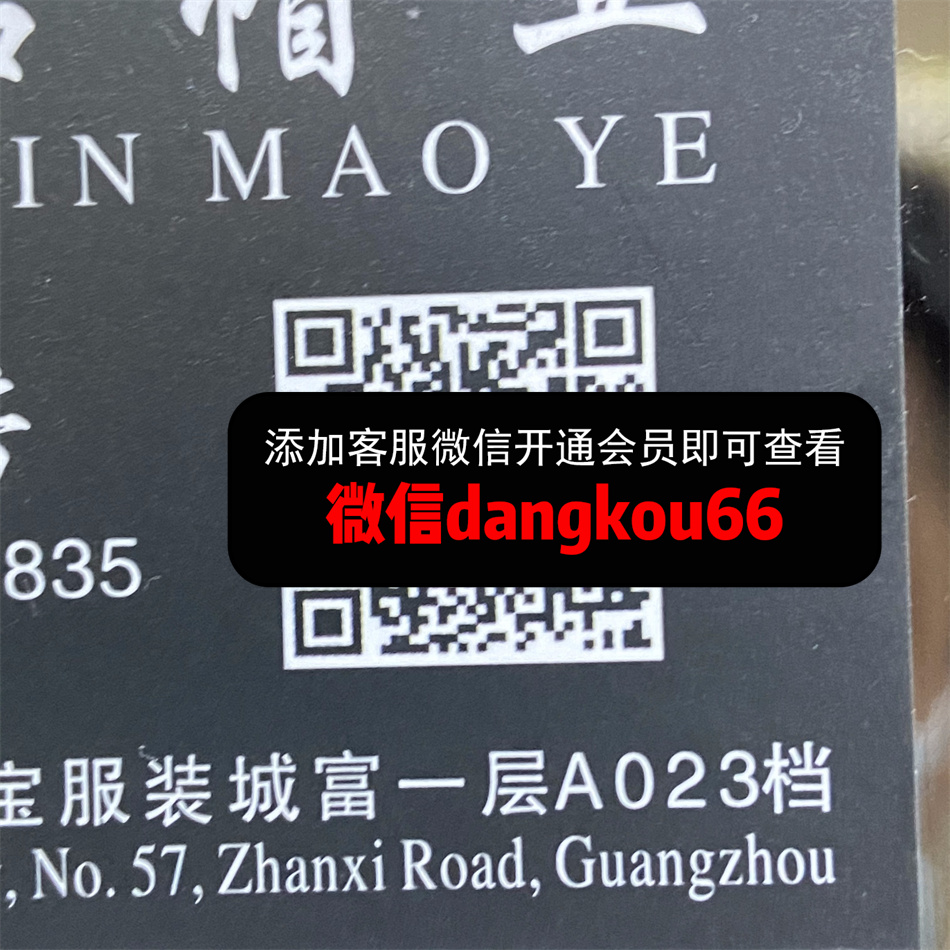 帽业
IN MAO YE
添加客服微信开通会员即可查看
微信dangkou66
835
宝服装城富一层A023档
, No. 57, Zhanxi Road, Guangzhou